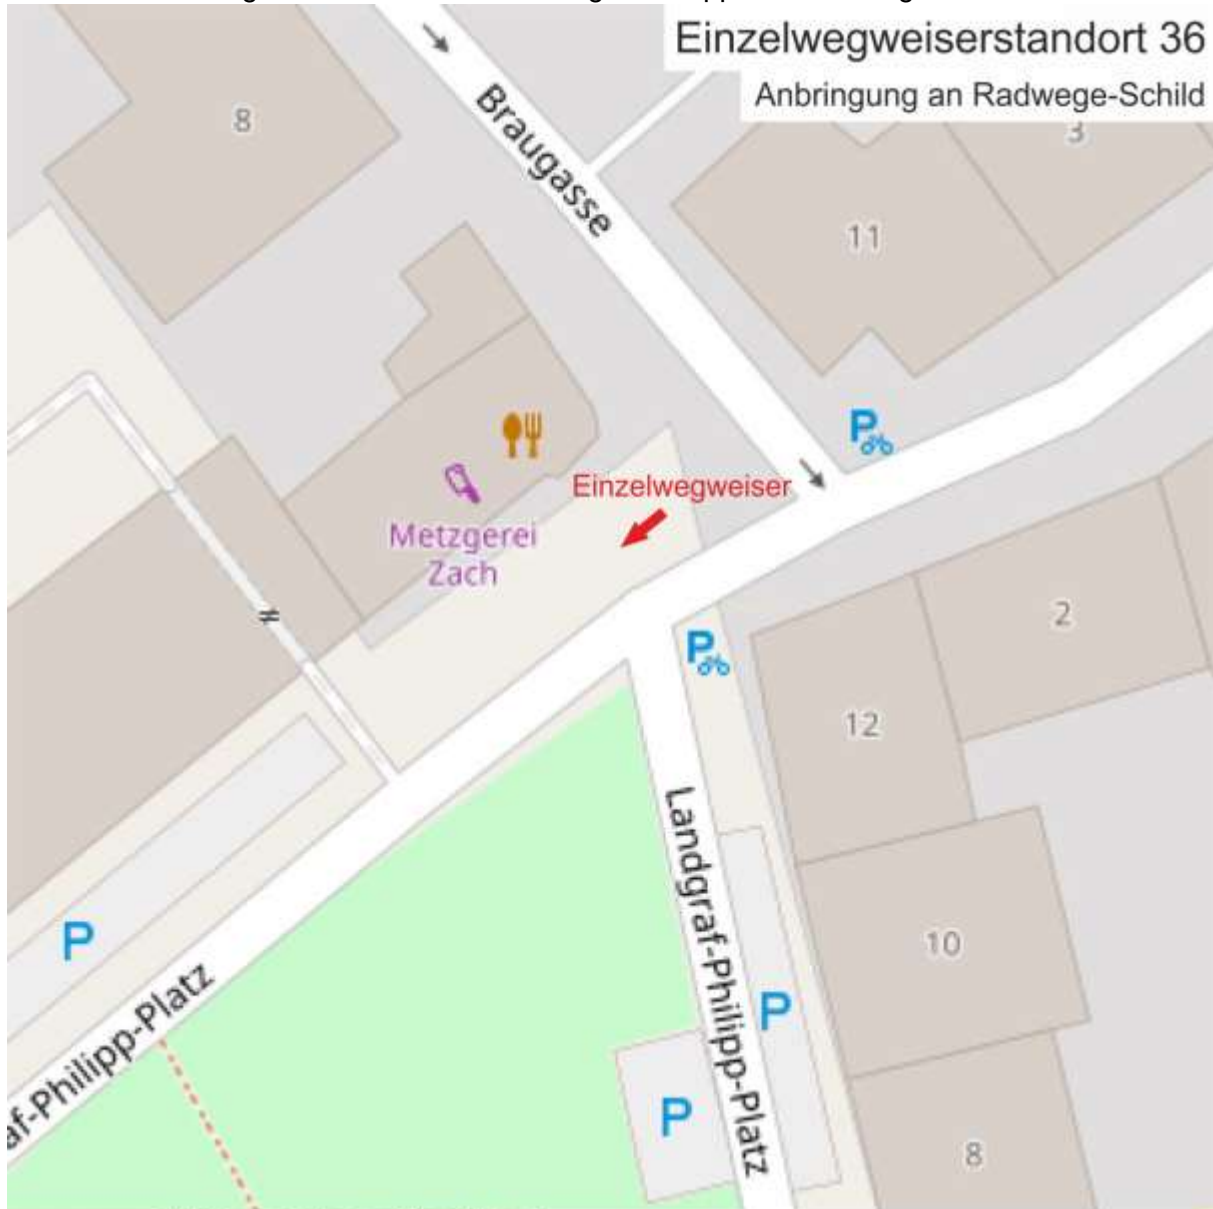 Einzelwegweiserstandort 36
Anbringung an Radwege-Schild
8
Braugasse
3
11
P
Einzelwegweiser
Metzgerei
Zach
P
2
12
Landgraf-Philipp-Platz
P
10
af-Philipp-Platz
P
P
8